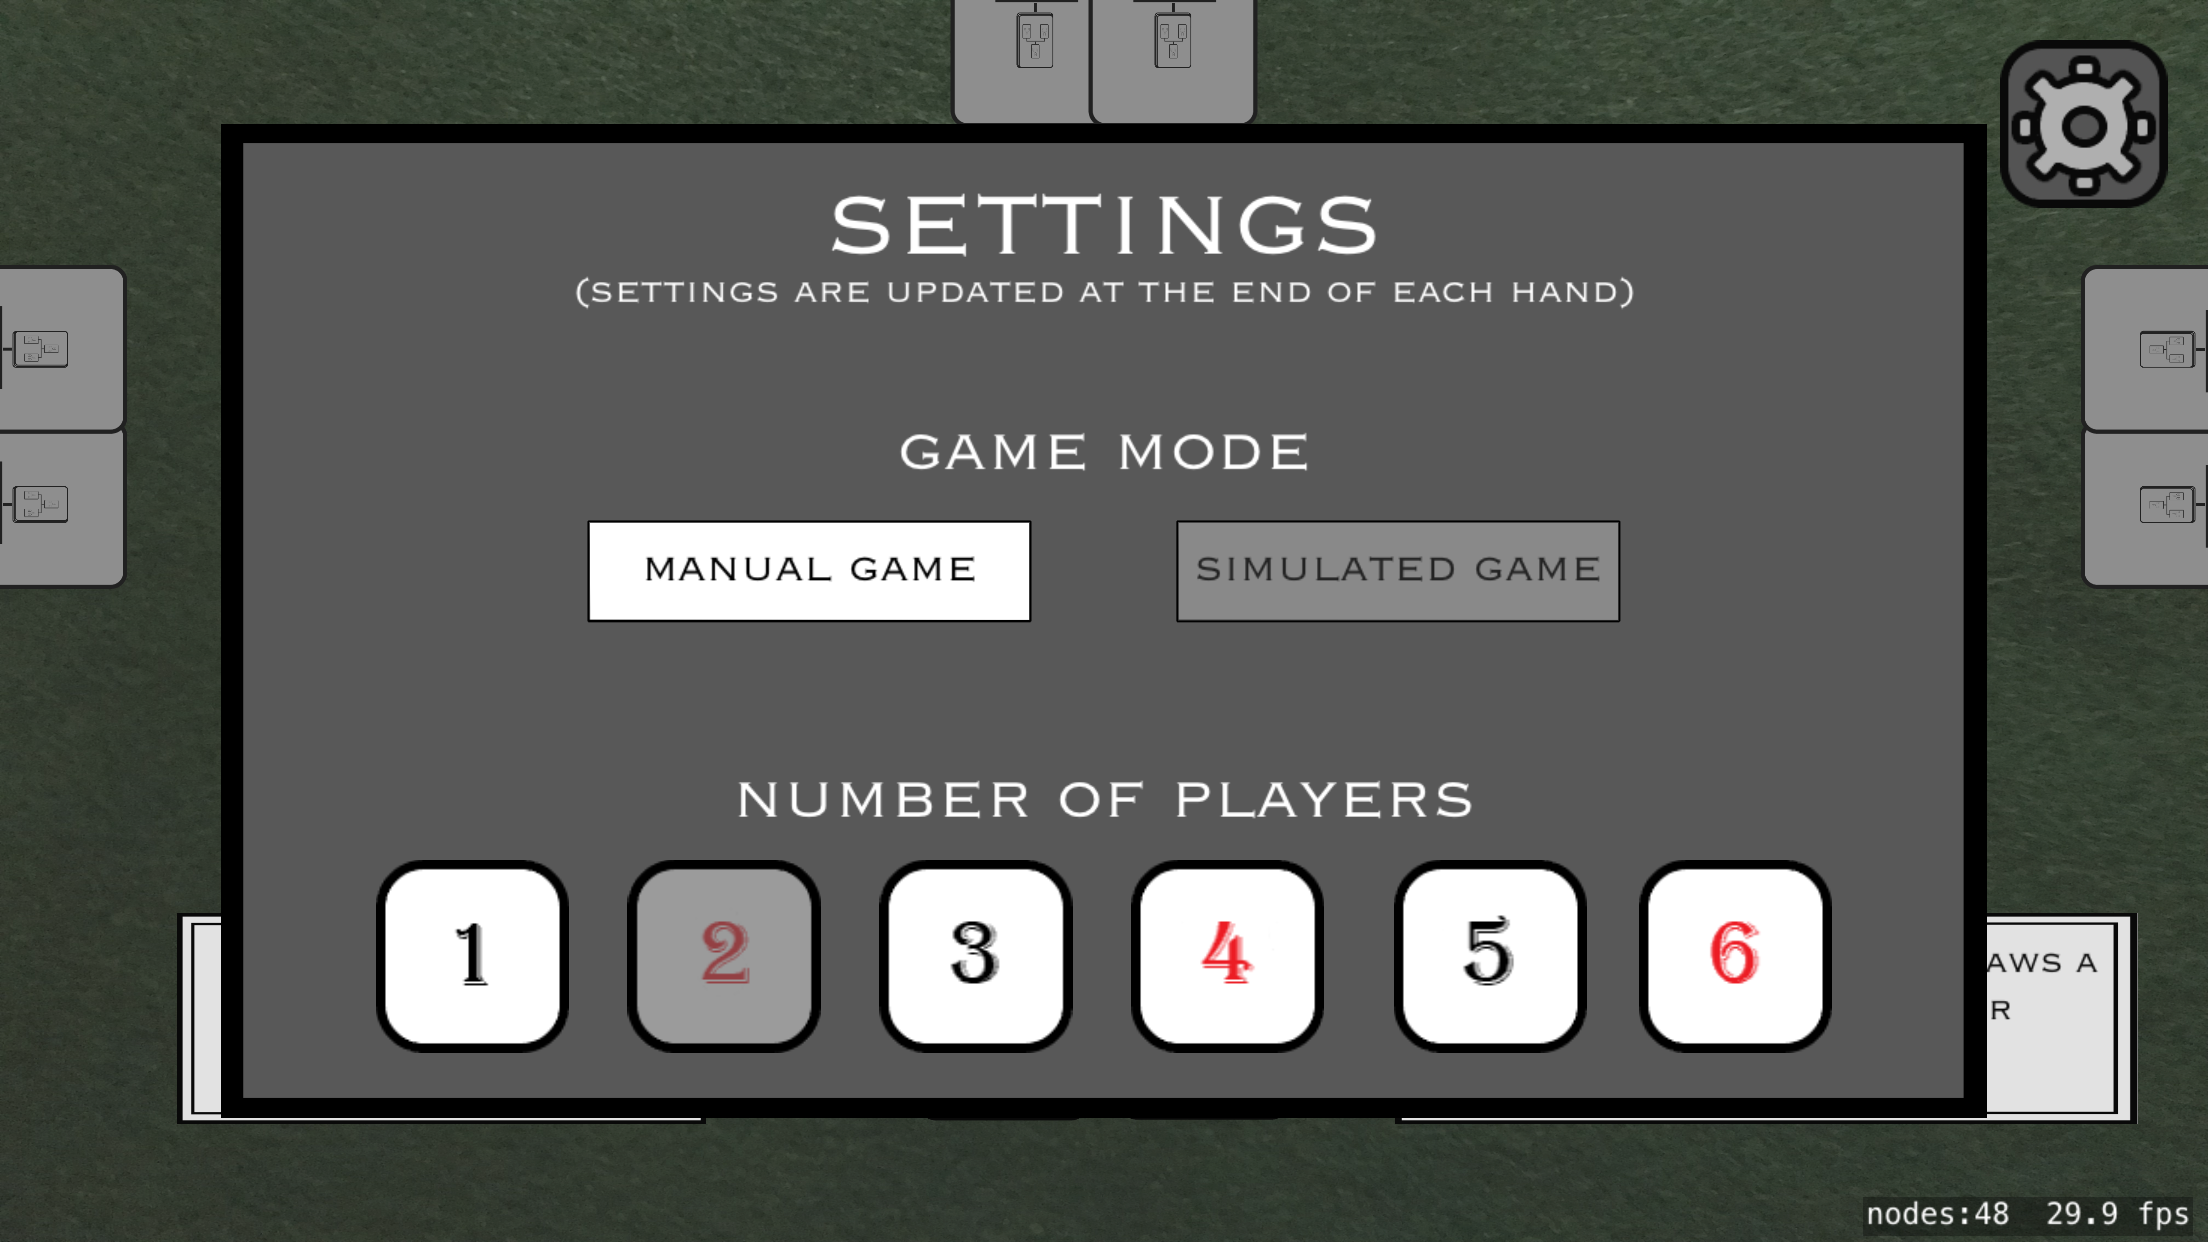 SETTINGS
(SETTINGS ARE UPDATED AT THE END OF EACH HAND)
GAME MODE
MANUAL GAME
SIMULATED GAME
NUMBER OF PLAYERS
1 2 3 4 5 6
AWS A
R
nodes:48 29.9 fps